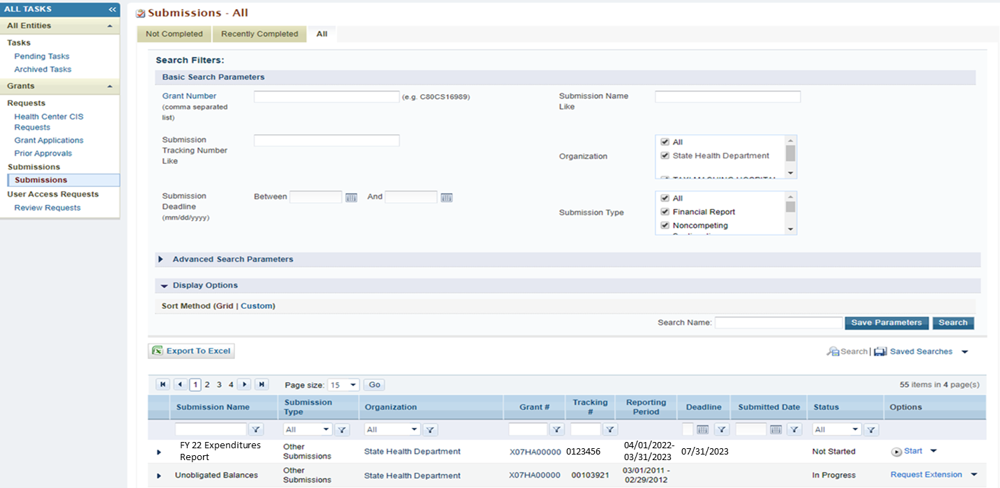 ALL TASKS «
All Entities
Tasks
Pending Tasks
Archived Tasks
Grants
Requests
Health Center CIS
Requests
Grant Applications
Prior Approvals
Submissions
Submissions
User Access Requests
Review Requests
Submissions - All
Not Completed Recently Completed All
Search Filters:
Basic Search Parameters
Grant Number (e.g. C80CS16989)
(comma separated
list)
Submission Name
Like
Submission
Tracking Number
Like
Organization
All
State Health Department
Submission
Deadline
(mm/dd/yyyy)
Between And
Submission Type
All
Financial Report
Noncompeting
Advanced Search Parameters
Display Options
Sort Method (Grid | Custom)
Search Name: Save Parameters Search
Export To Excel
Search | Saved Searches
1 2 3 4 Page size: 15 Go 55 items in 4 page(s)
Submission Name Submission Type Organization Grant # Tracking # Reporting Period Deadline Submitted Date Status Options
All All All
FY 22 Expenditures Report Other Submissions State Health Department X07HA00000 0123456 04/01/2022-03/31/2023 07/31/2023 Not Started Start
Unobligated Balances Other Submissions State Health Department X07HA00000 00103921 03/01/2011 - 02/29/2012 In Progress Request Extension